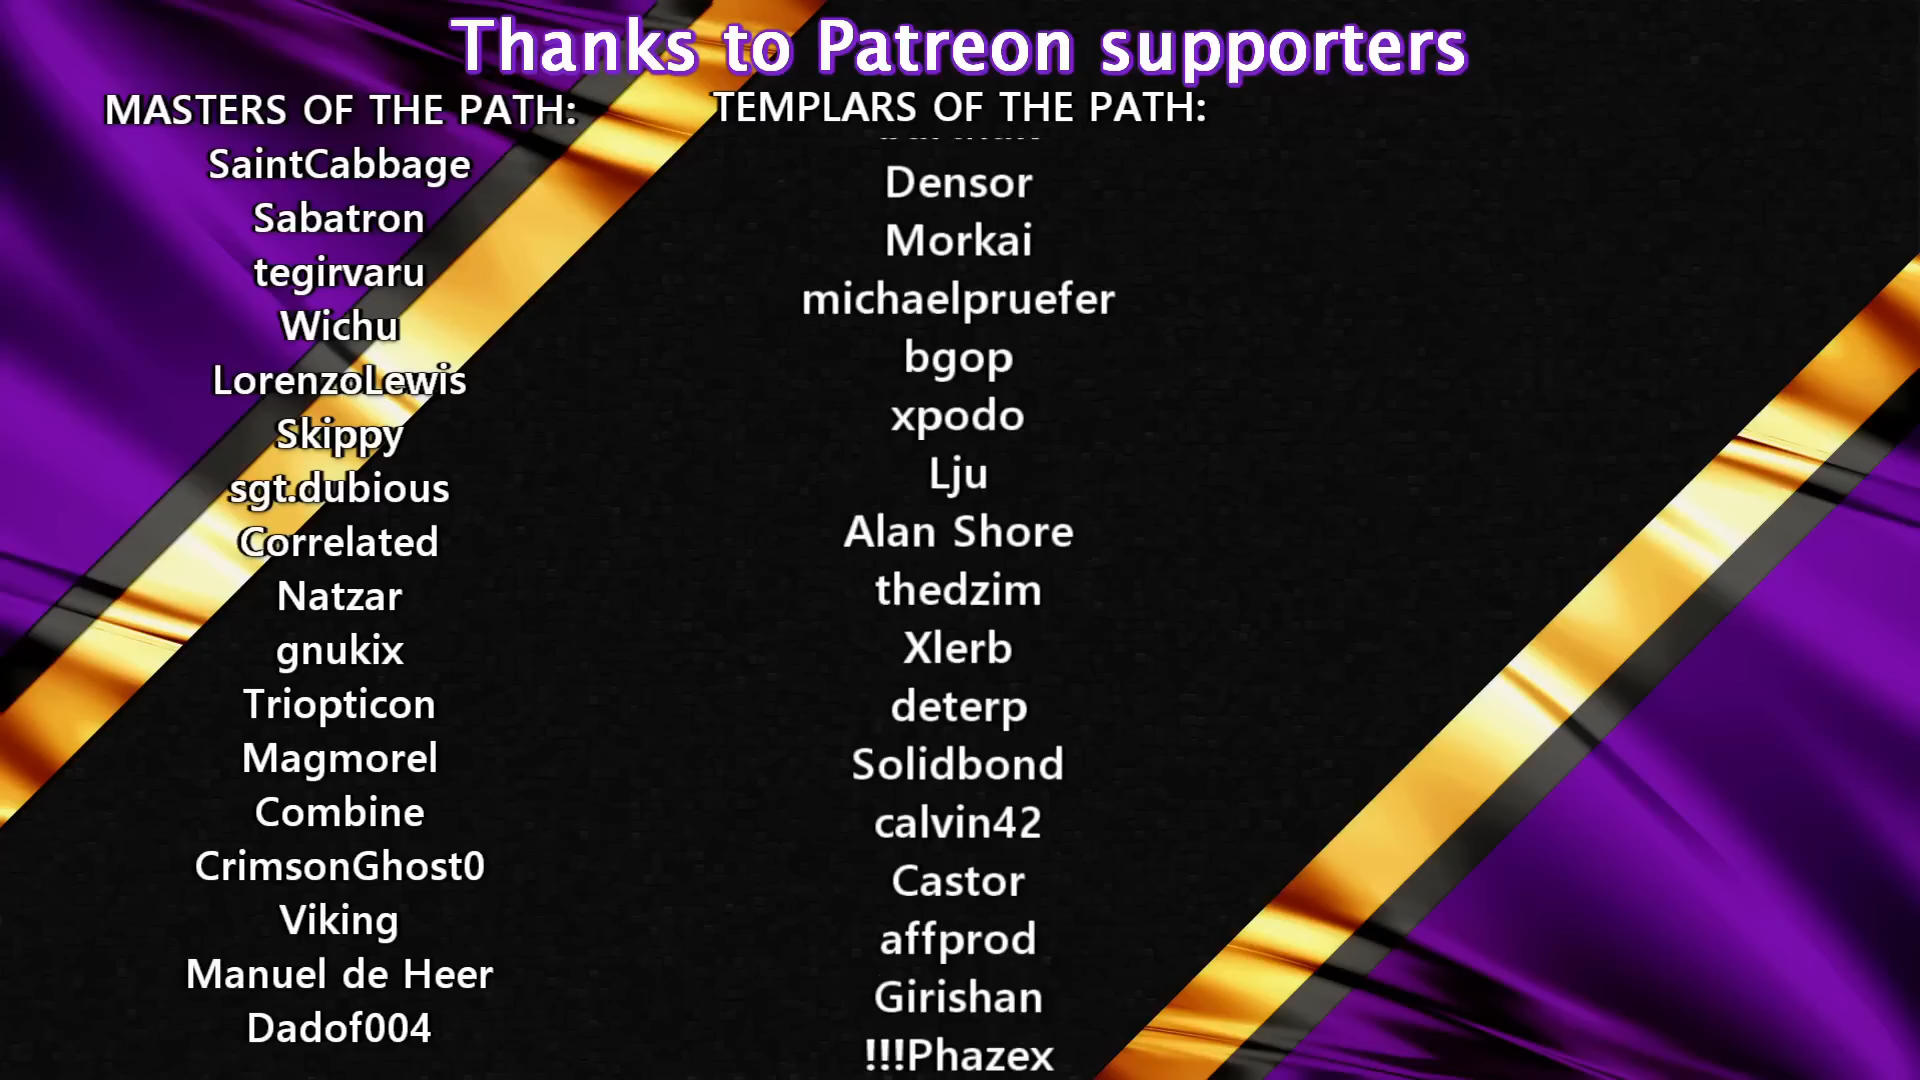 Thanks to Patreon supporters
MASTERS OF THE PATH:
SaintCabbage
Sabatron
tegirvaru
Wichu
LorenzoLewis
Skippy
sgt.dubious
Correlated
Natzar
gnukix
Triopticon
Magmorel
Combine
CrimsonGhost0
Viking
Manuel de Heer
Dadof004
TEMPLARS OF THE PATH:
Densor
Morkai
michaelpruefer
bgop
xpodo
Lju
Alan Shore
thedzim
Xlerb
deterp
Solidbond
calvin42
Castor
affprod
Girishan
!!!Phazex